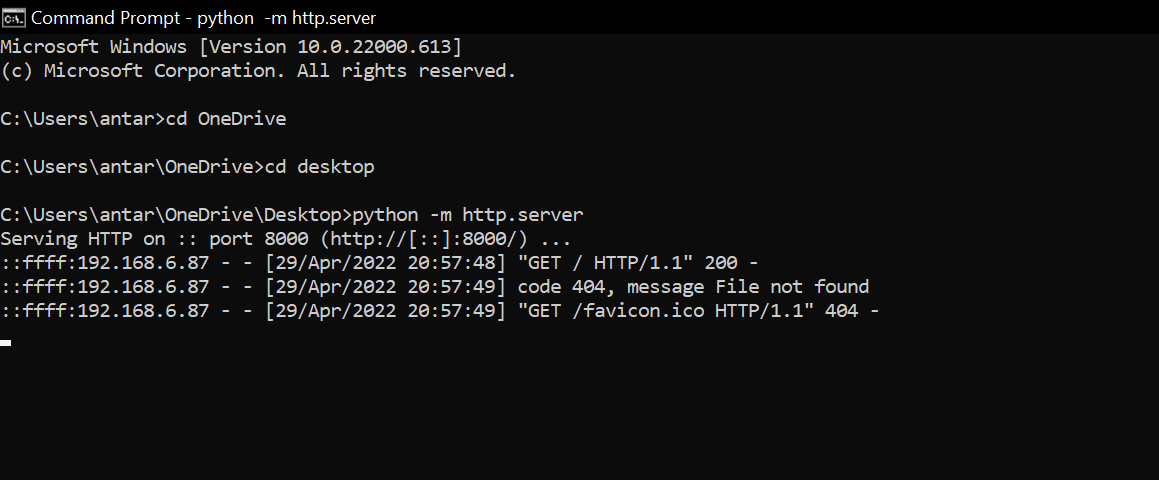 Command Prompt - python  -m http.server
Microsoft Windows [Version 10.0.22000.613]
(c) Microsoft Corporation. All rights reserved.
C:\Users\antar>cd OneDrive
C:\Users\antar\OneDrive>cd desktop
C:\Users\antar\OneDrive\Desktop>python -m http.server
Serving HTTP on :: port 8000 (http://[::]:8000/) ...
::ffff:192.168.6.87 - - [29/Apr/2022 20:57:48] "GET / HTTP/1.1" 200 -
::ffff:192.168.6.87 - - [29/Apr/2022 20:57:49] code 404, message File not found
::ffff:192.168.6.87 - - [29/Apr/2022 20:57:49] "GET /favicon.ico HTTP/1.1" 404 -